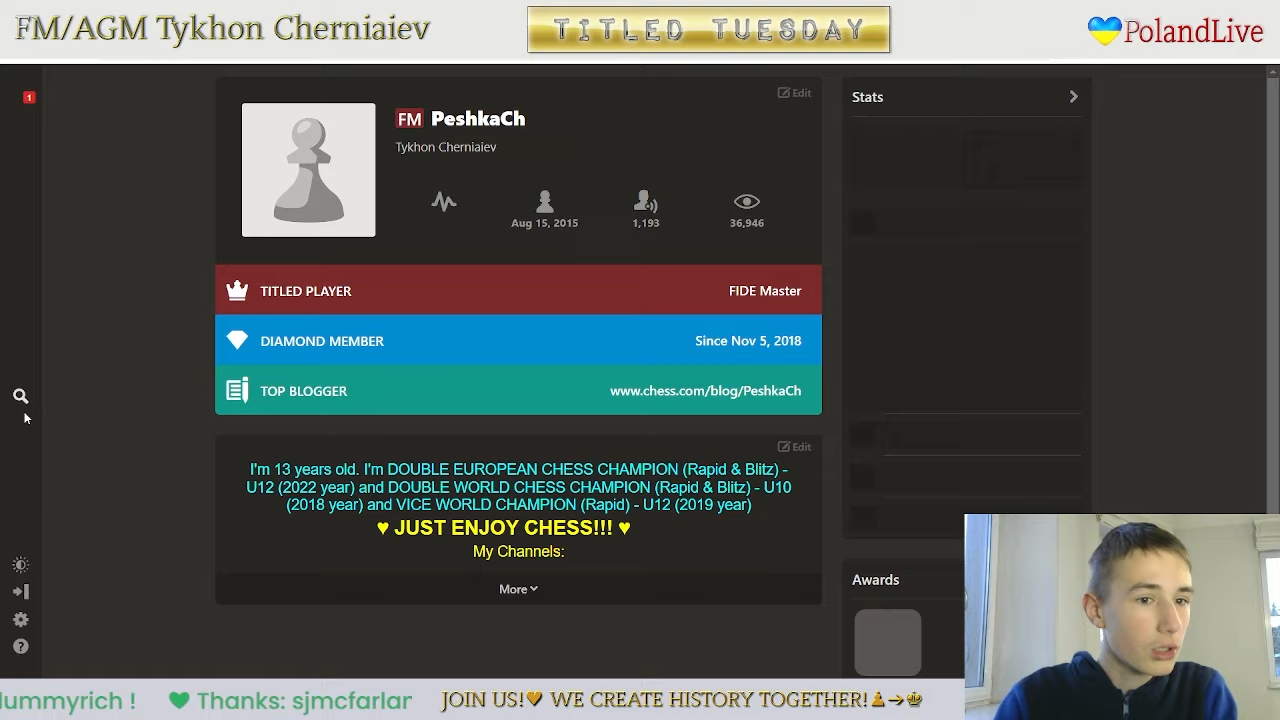 FM/AGM Tykhon Cherniaiev
TITLED TUESDAY
PolandLive
1
Edit
FM PeshkaCh
Tykhon Cherniaiev
Aug 15, 2015
1,193
36,946
TITLED PLAYER
FIDE Master
DIAMOND MEMBER
Since Nov 5, 2018
TOP BLOGGER
www.chess.com/blog/PeshkaCh
Edit
I'm 13 years old. I'm DOUBLE EUROPEAN CHESS CHAMPION (Rapid & Blitz) -
U12 (2022 year) and DOUBLE WORLD CHESS CHAMPION (Rapid & Blitz) - U10
(2018 year) and VICE WORLD CHAMPION (Rapid) - U12 (2019 year)
♥ JUST ENJOY CHESS!!! ♥
My Channels:
More
Stats
Awards
lummyrich !
Thanks: sjmcfarlar
JOIN US!🧡 WE CREATE HISTORY TOGETHER!♟→♚